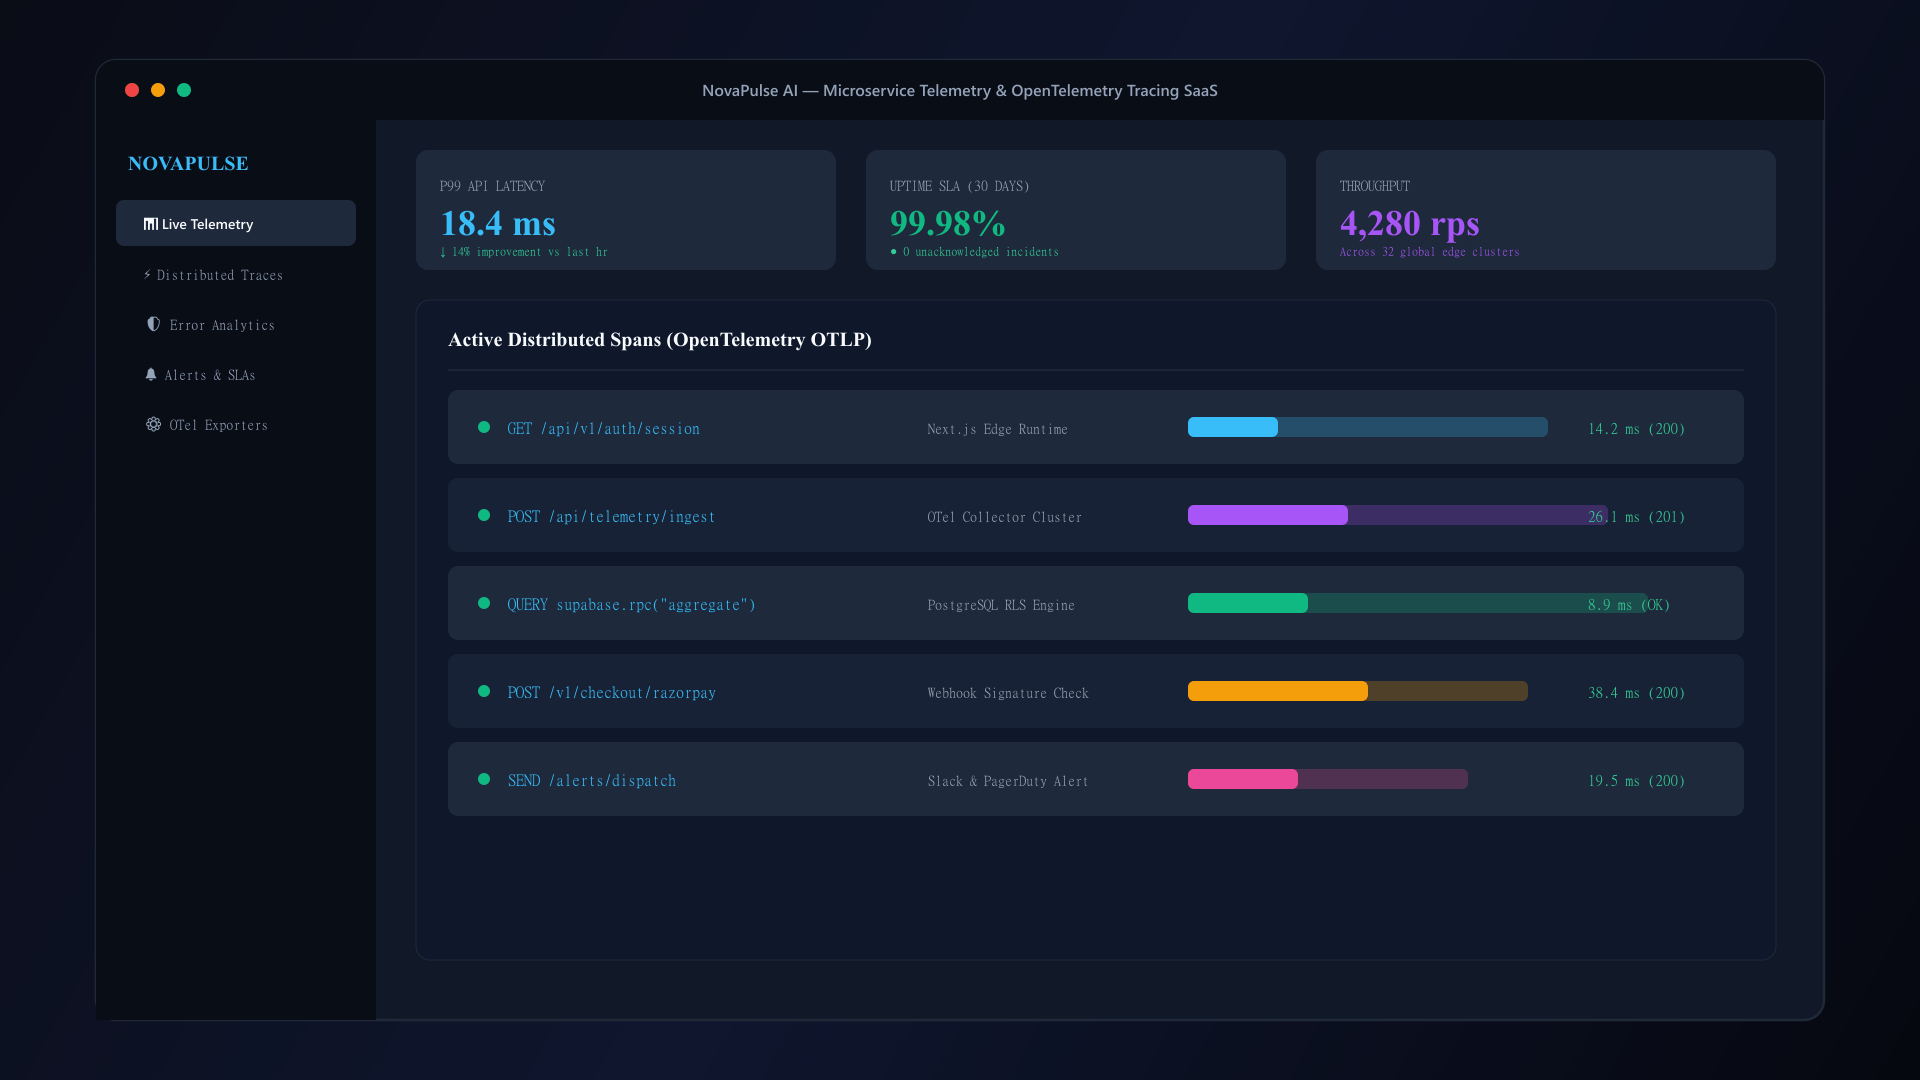 NovaPulse AI — Microservice Telemetry & OpenTelemetry Tracing SaaS
NOVAPULSE
Live Telemetry
⚡ Distributed Traces
Error Analytics
Alerts & SLAs
OTel Exporters
P99 API LATENCY
18.4 ms
↓ 14% improvement vs last hr
UPTIME SLA (30 DAYS)
99.98%
● 0 unacknowledged incidents
THROUGHPUT
4,280 rps
Across 32 global edge clusters
Active Distributed Spans (OpenTelemetry OTLP)
GET /api/v1/auth/session Next.js Edge Runtime 14.2 ms (200)
POST /api/telemetry/ingest OTel Collector Cluster 26.1 ms (201)
QUERY supabase.rpc("aggregate") PostgreSQL RLS Engine 8.9 ms (OK)
POST /v1/checkout/razorpay Webhook Signature Check 38.4 ms (200)
SEND /alerts/dispatch Slack & PagerDuty Alert 19.5 ms (200)